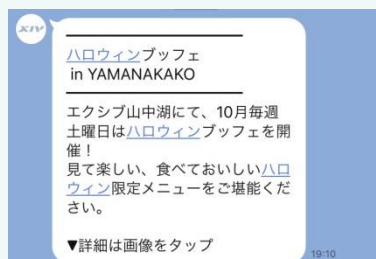 XIV
ハロウィンブッフェ
in YAMANAKAKO
エクシブ山中湖にて、10月毎週
土曜日はハロウィンブッフェを開
催！
見て楽しい、食べておいしいハロ
ウィン限定メニューをご堪能くだ
さい。
▼詳細は画像をタップ
19:10